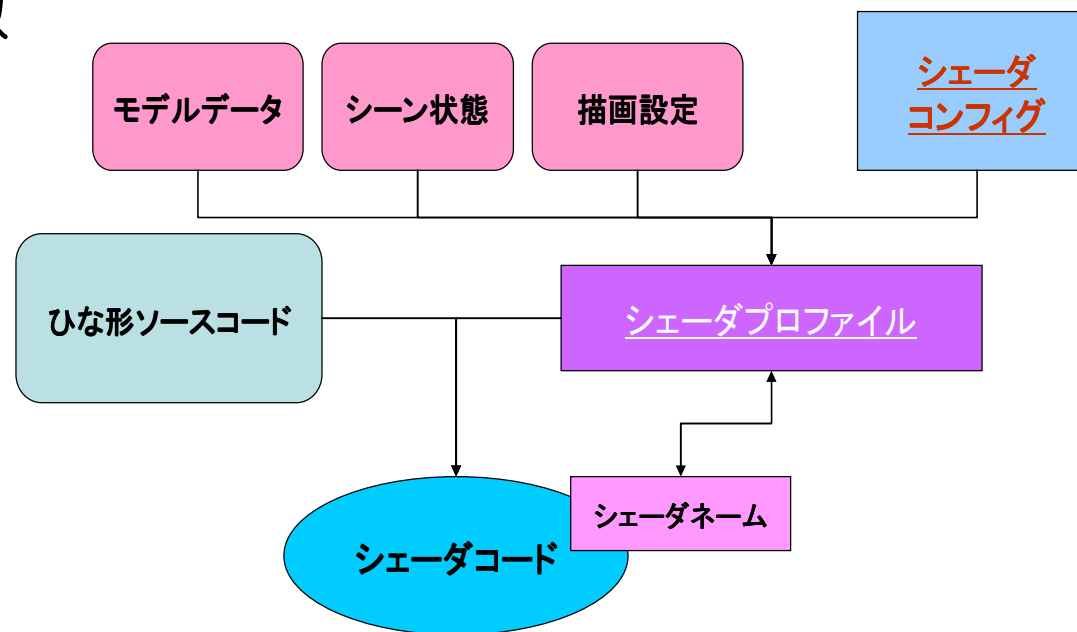 モデルデータ
シーン状態
描画設定
シェーダ
コンフィグ
ひな形ソースコード
シェーダプロファイル
シェーダネーム
シェーダコード